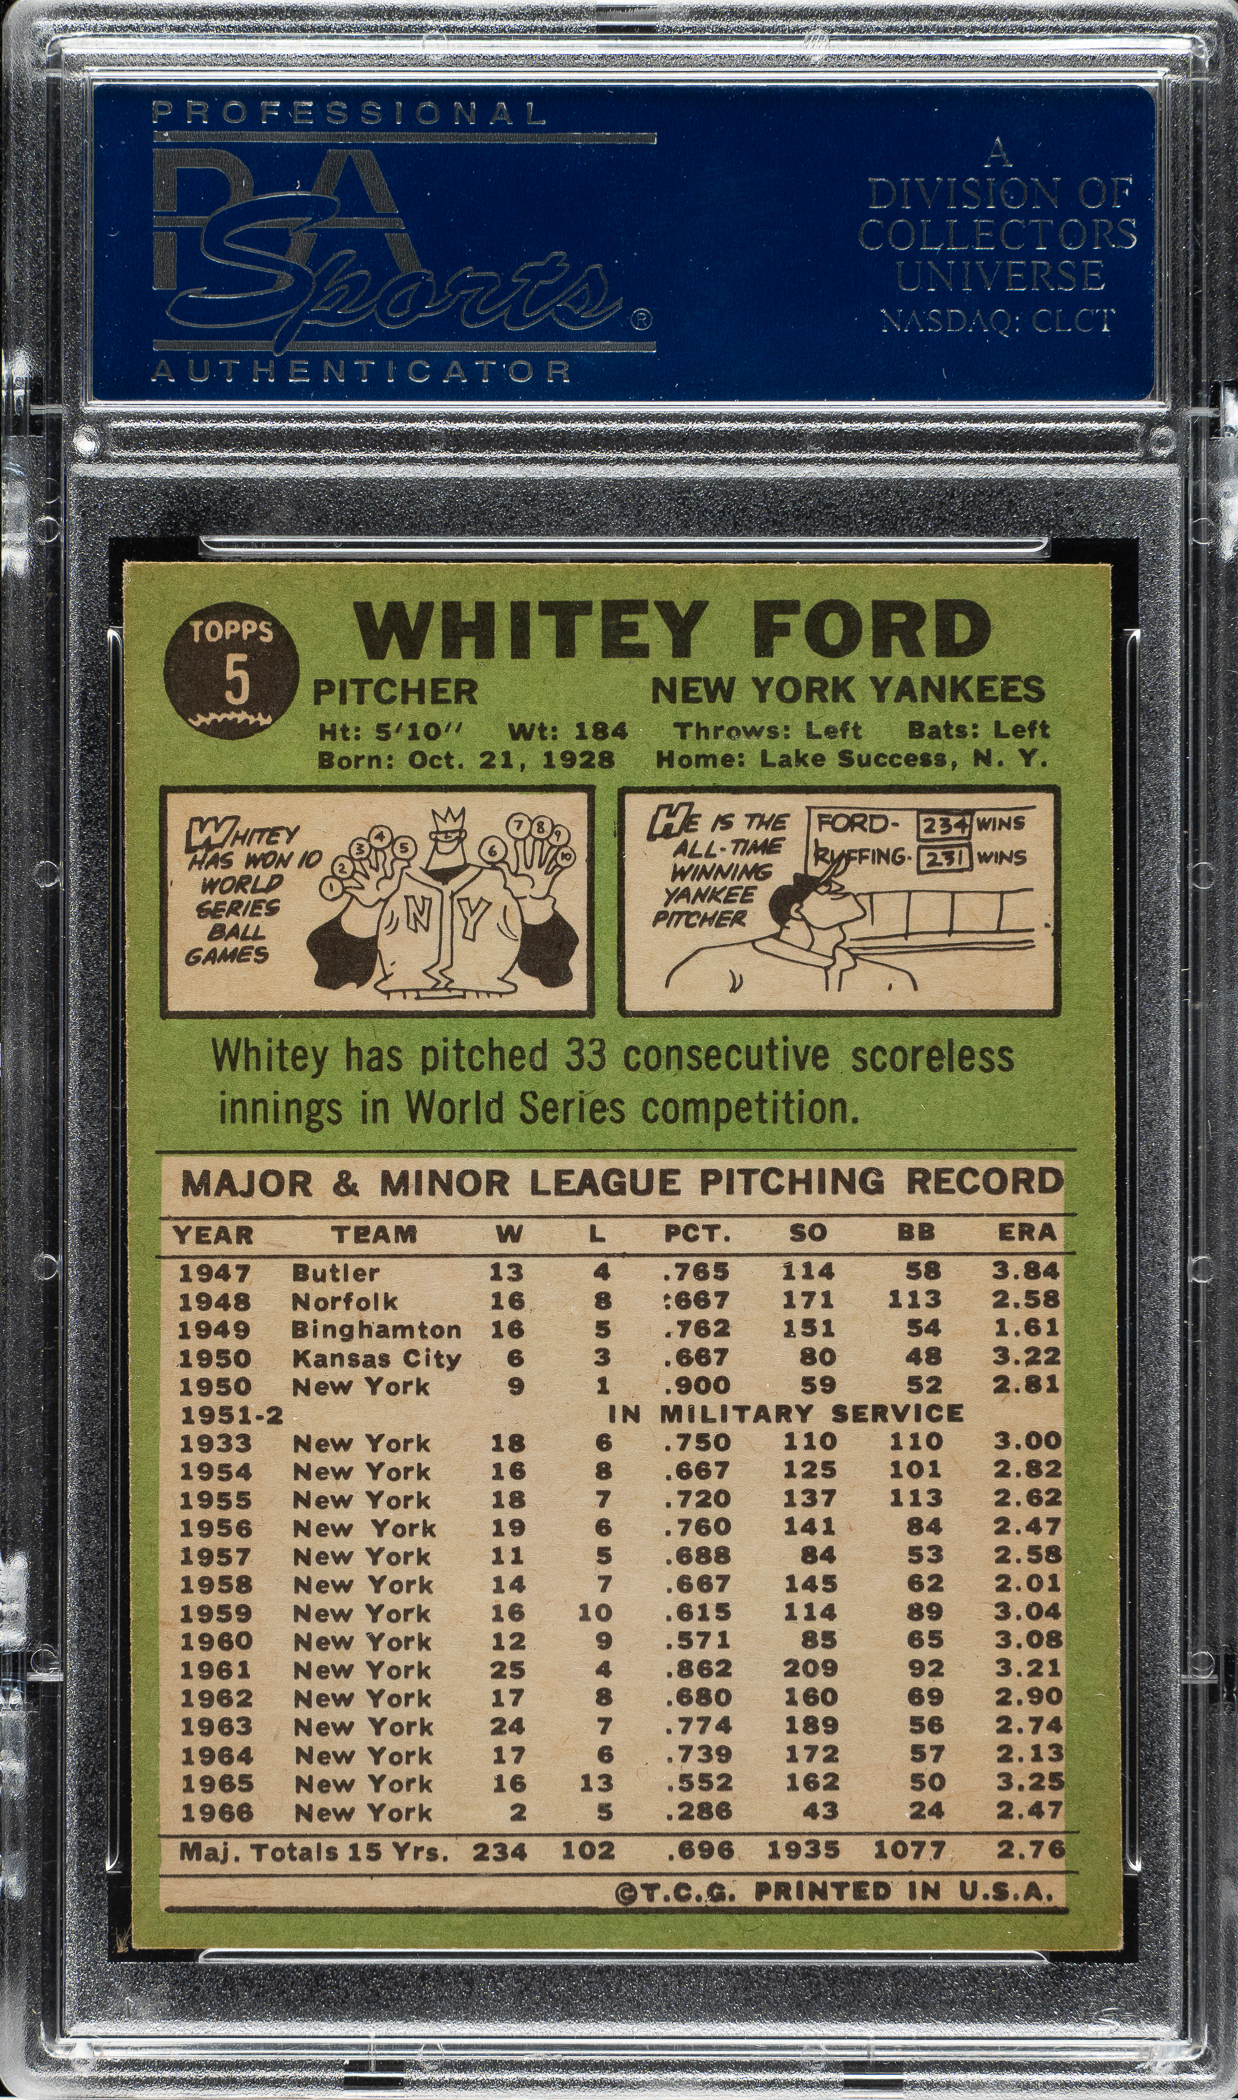 PROFESSIONAL
PSA
Sports®
AUTHENTICATOR
A
DIVISION OF
COLLECTORS
UNIVERSE
NASDAQ: CLCT
TOPPS
5
WHITEY FORD
PITCHER NEW YORK YANKEES
Ht: 5'10" Wt: 184 Throws: Left Bats: Left
Born: Oct. 21, 1928 Home: Lake Success, N. Y.
WHITEY
HAS WON 10
WORLD
SERIES
BALL
GAMES
1 2 3 4 5 6 7 8 9 10
NY
HE IS THE
ALL-TIME
WINNING
YANKEE
PITCHER
FORD- 234 WINS
RUFFING- 231 WINS
Whitey has pitched 33 consecutive scoreless
innings in World Series competition.
MAJOR & MINOR LEAGUE PITCHING RECORD
YEAR TEAM W L PCT. SO BB ERA
1947 Butler 13 4 .765 114 58 3.84
1948 Norfolk 16 8 .667 171 113 2.58
1949 Binghamton 16 5 .762 151 54 1.61
1950 Kansas City 6 3 .667 80 48 3.22
1950 New York 9 1 .900 59 52 2.81
1951-2 IN MILITARY SERVICE
1933 New York 18 6 .750 110 110 3.00
1954 New York 16 8 .667 125 101 2.82
1955 New York 18 7 .720 137 113 2.62
1956 New York 19 6 .760 141 84 2.47
1957 New York 11 5 .688 84 53 2.58
1958 New York 14 7 .667 145 62 2.01
1959 New York 16 10 .615 114 89 3.04
1960 New York 12 9 .571 85 65 3.08
1961 New York 25 4 .862 209 92 3.21
1962 New York 17 8 .680 160 69 2.90
1963 New York 24 7 .774 189 56 2.74
1964 New York 17 6 .739 172 57 2.13
1965 New York 16 13 .552 162 50 3.25
1966 New York 2 5 .286 43 24 2.47
Maj. Totals 15 Yrs. 234 102 .696 1935 1077 2.76
©T.C.G. PRINTED IN U.S.A.